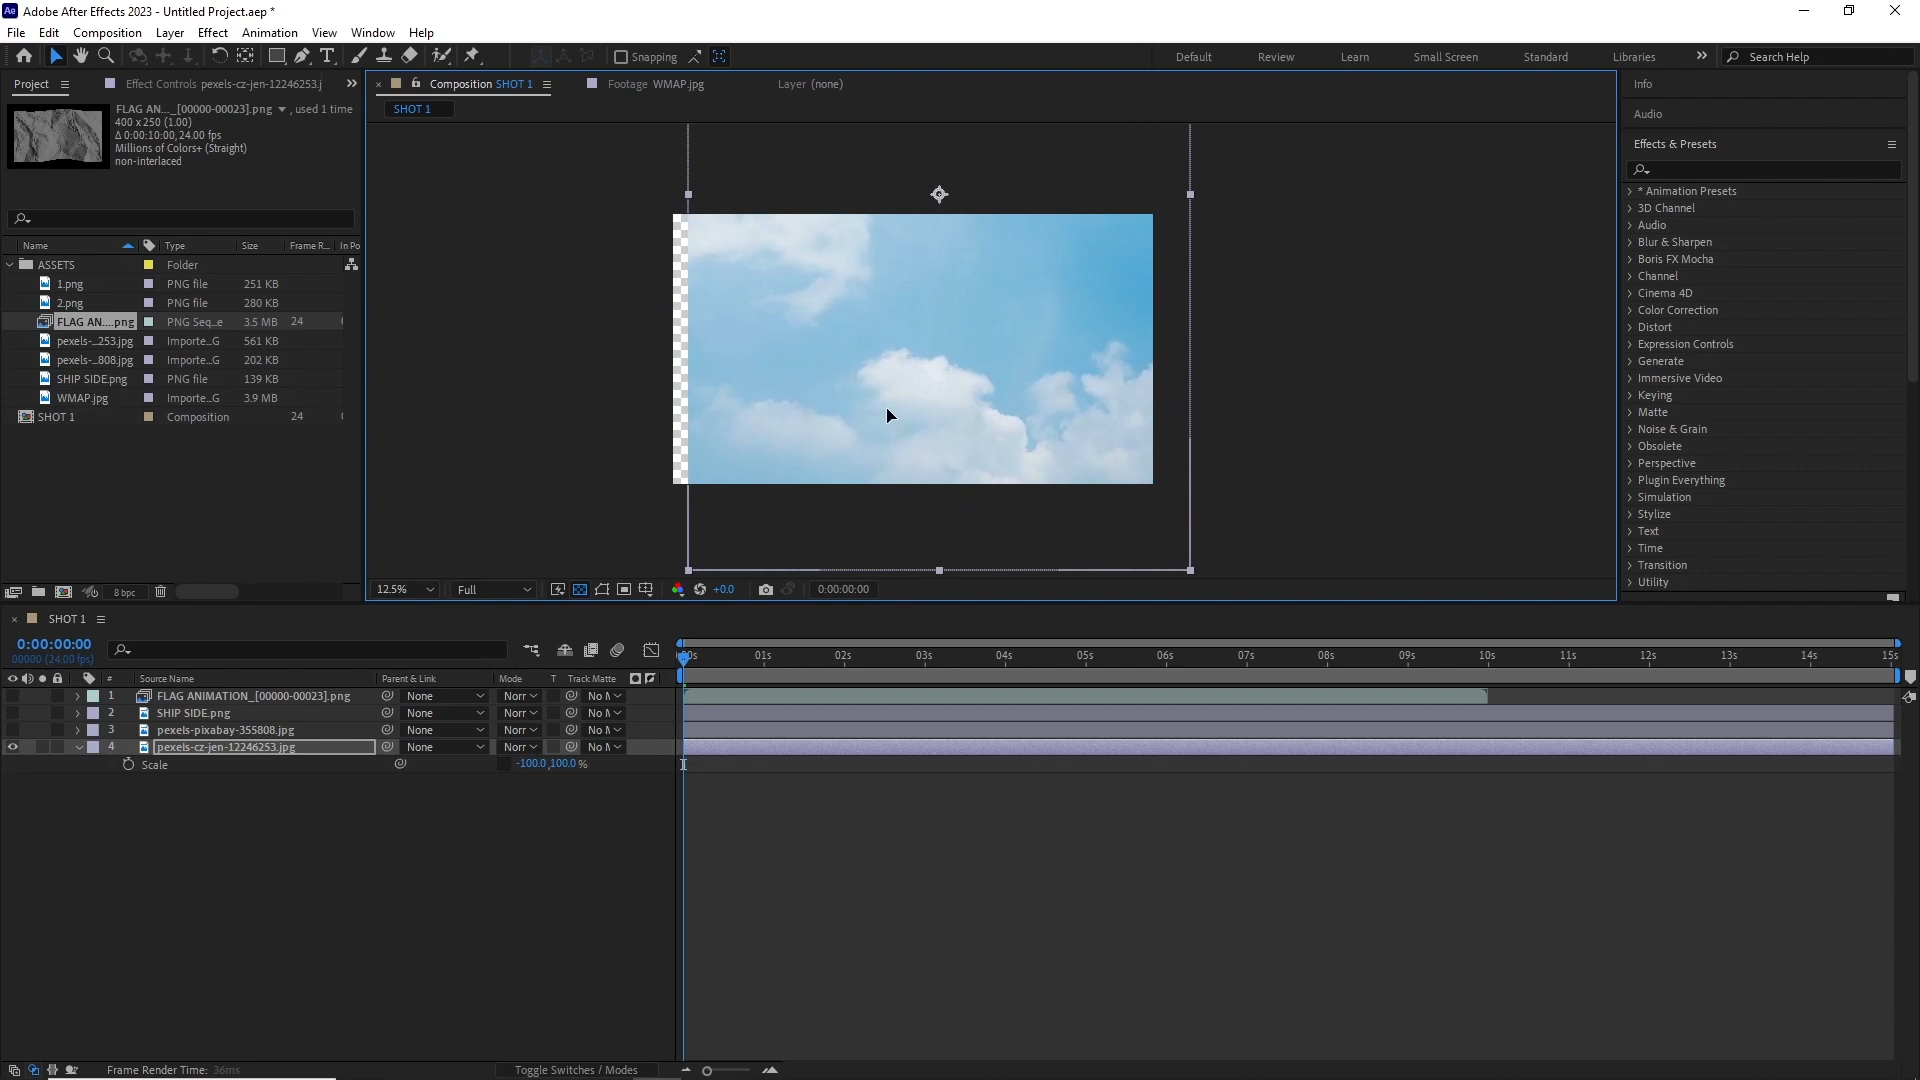 Ae Adobe After Effects 2023 - Untitled Project.aep *
File Edit Composition Layer Effect Animation View Window Help
Snapping Default Review Learn Small Screen Standard Libraries Search Help
Project Effect Controls pexels-cz-jen-12246253.j
Composition SHOT 1 Footage WMAP.jpg Layer (none)
SHOT 1
FLAG AN..._[00000-00023].png , used 1 time
400 x 250 (1.00)
Δ 0:00:10:00, 24.00 fps
Millions of Colors+ (Straight)
non-interlaced
Name Type Size Frame R... In Po
ASSETS Folder
1.png PNG file 251 KB
2.png PNG file 280 KB
FLAG AN....png PNG Seq...e 3.5 MB 24
pexels-...253.jpg Importe...G 561 KB
pexels-...808.jpg Importe...G 202 KB
SHIP SIDE.png PNG file 139 KB
WMAP.jpg Importe...G 3.9 MB
SHOT 1 Composition 24
8 bpc
12.5% Full +0.0 0:00:00:00
Info
Audio
Effects & Presets
* Animation Presets
3D Channel
Audio
Blur & Sharpen
Boris FX Mocha
Channel
Cinema 4D
Color Correction
Distort
Expression Controls
Generate
Immersive Video
Keying
Matte
Noise & Grain
Obsolete
Perspective
Plugin Everything
Simulation
Stylize
Text
Time
Transition
Utility
SHOT 1
0:00:00:00
00000 (24.00 fps)
01s 02s 03s 04s 05s 06s 07s 08s 09s 10s 11s 12s 13s 14s 15s
# Source Name Parent & Link Mode T Track Matte
1 FLAG ANIMATION_[00000-00023].png None Norr No M
2 SHIP SIDE.png None Norr No M
3 pexels-pixabay-355808.jpg None Norr No M
4 pexels-cz-jen-12246253.jpg None Norr No M
Scale -100.0,100.0 %
Frame Render Time: 36ms Toggle Switches / Modes